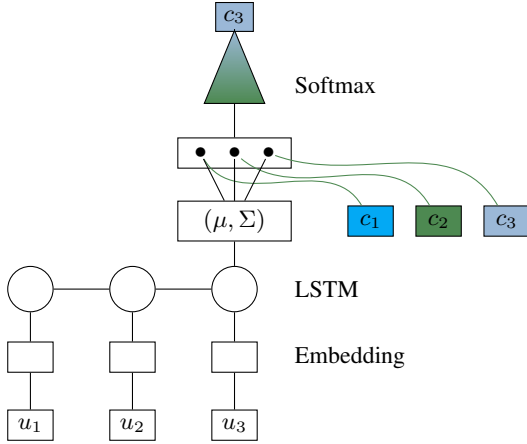 c₃
Softmax
(μ, Σ)
c₁ c₂ c₃
LSTM
Embedding
u₁ u₂ u₃